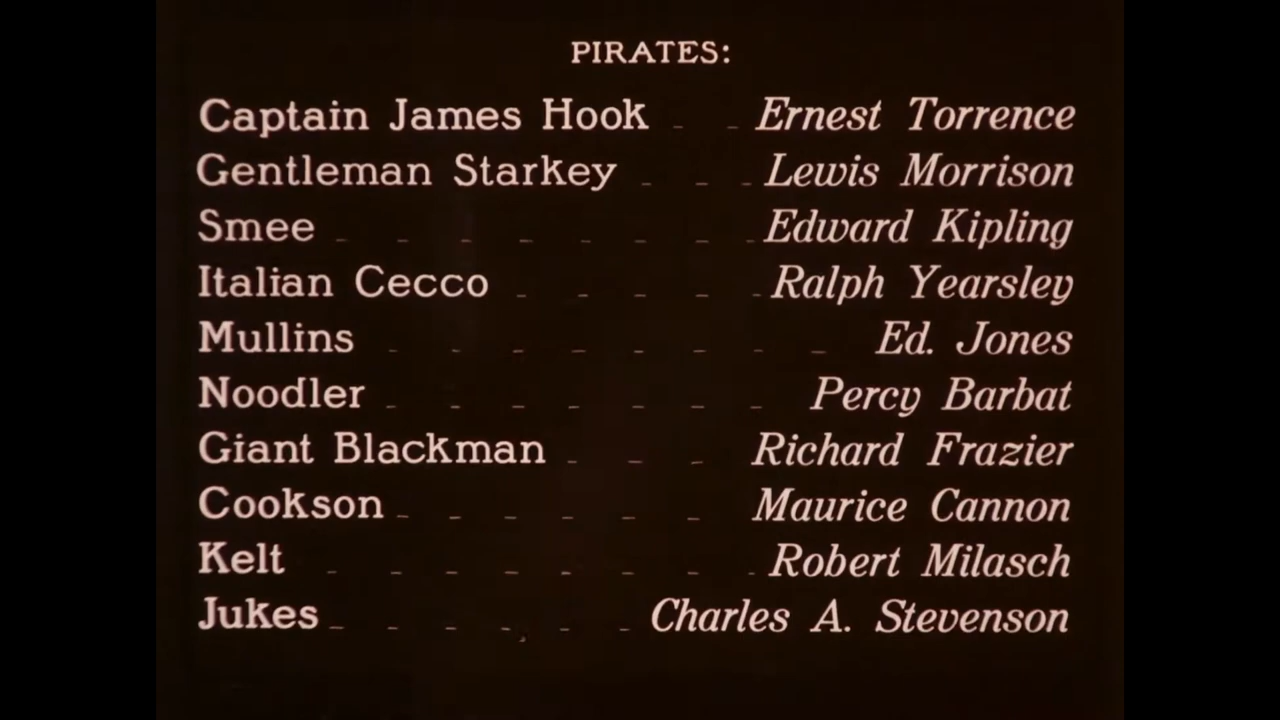 PIRATES:
Captain James Hook _ _ Ernest Torrence
Gentleman Starkey _ _ _ Lewis Morrison
Smee _ _ _ _ _ _ _ _ Edward Kipling
Italian Cecco _ _ _ _ _ Ralph Yearsley
Mullins _ _ _ _ _ _ _ _ Ed. Jones
Noodler _ _ _ _ _ _ _ Percy Barbat
Giant Blackman _ _ _ Richard Frazier
Cookson _ _ _ _ _ _ Maurice Cannon
Kelt _ _ _ _ _ _ _ _ Robert Milasch
Jukes _ _ _ _ _ _ Charles A. Stevenson